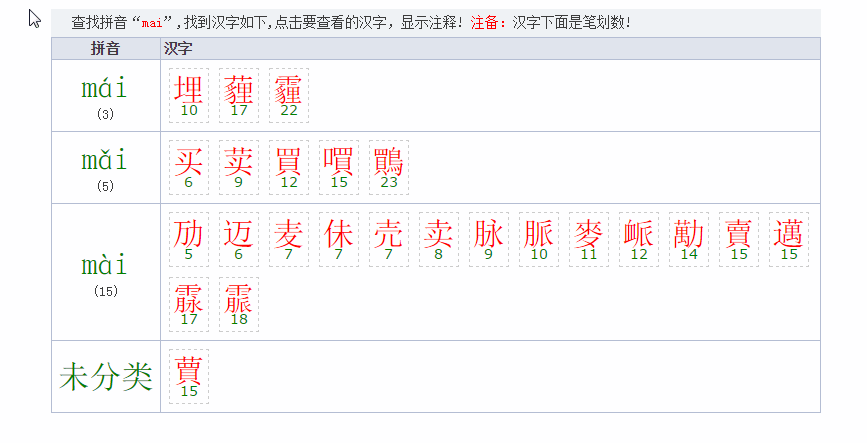 查找拼音“mai”,找到汉字如下,点击要查看的汉字，显示注释! 注备：汉字下面是笔划数!
拼音 汉字
mái 埋 薶 霾
(3) 10 17 22
mǎi 买 荬 買 嘪 鷶
(5) 6 9 12 15 23
mài 劢 迈 麦 佅 売 卖 脉 脈 麥 衇 勱 賣 邁
5 6 7 7 7 8 9 10 11 12 14 15 15
(15) 霡 霢
17 18
未分类 蕒
15